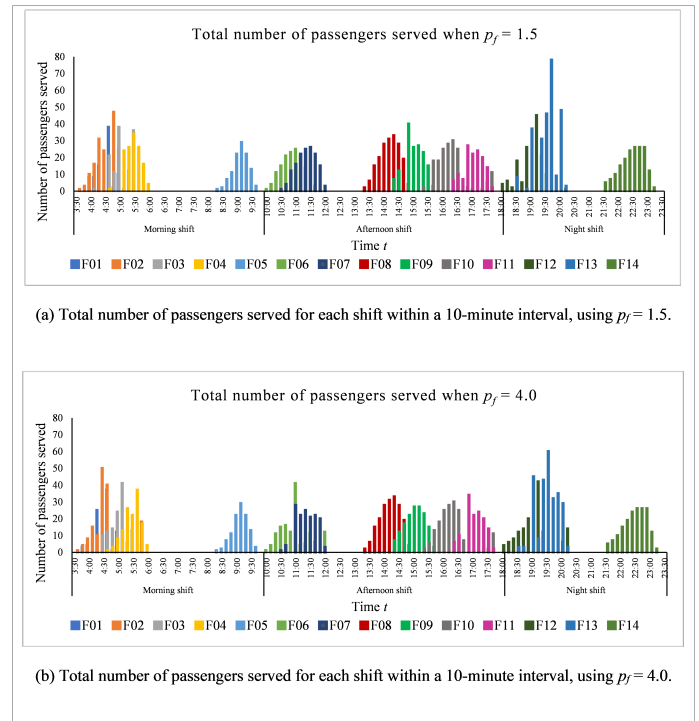 Total number of passengers served when pf = 1.5
Number of passengers served
80
70
60
50
40
30
20
10
0
3:30 4:00 4:30 5:00 5:30 6:00 6:30 7:00 7:30 8:00 8:30 9:00 9:30 10:00 10:30 11:00 11:30 12:00 12:30 13:00 13:30 14:00 14:30 15:00 15:30 16:00 16:30 17:00 17:30 18:00 18:30 19:00 19:30 20:00 20:30 21:00 21:30 22:00 22:30 23:00 23:30
Morning shift Afternoon shift Night shift
Time t
F01 F02 F03 F04 F05 F06 F07 F08 F09 F10 F11 F12 F13 F14
(a) Total number of passengers served for each shift within a 10-minute interval, using pf = 1.5.
Total number of passengers served when pf = 4.0
Number of passengers served
80
70
60
50
40
30
20
10
0
3:30 4:00 4:30 5:00 5:30 6:00 6:30 7:00 7:30 8:00 8:30 9:00 9:30 10:00 10:30 11:00 11:30 12:00 12:30 13:00 13:30 14:00 14:30 15:00 15:30 16:00 16:30 17:00 17:30 18:00 18:30 19:00 19:30 20:00 20:30 21:00 21:30 22:00 22:30 23:00 23:30
Morning shift Afternoon shift Night shift
Time t
F01 F02 F03 F04 F05 F06 F07 F08 F09 F10 F11 F12 F13 F14
(b) Total number of passengers served for each shift within a 10-minute interval, using pf = 4.0.